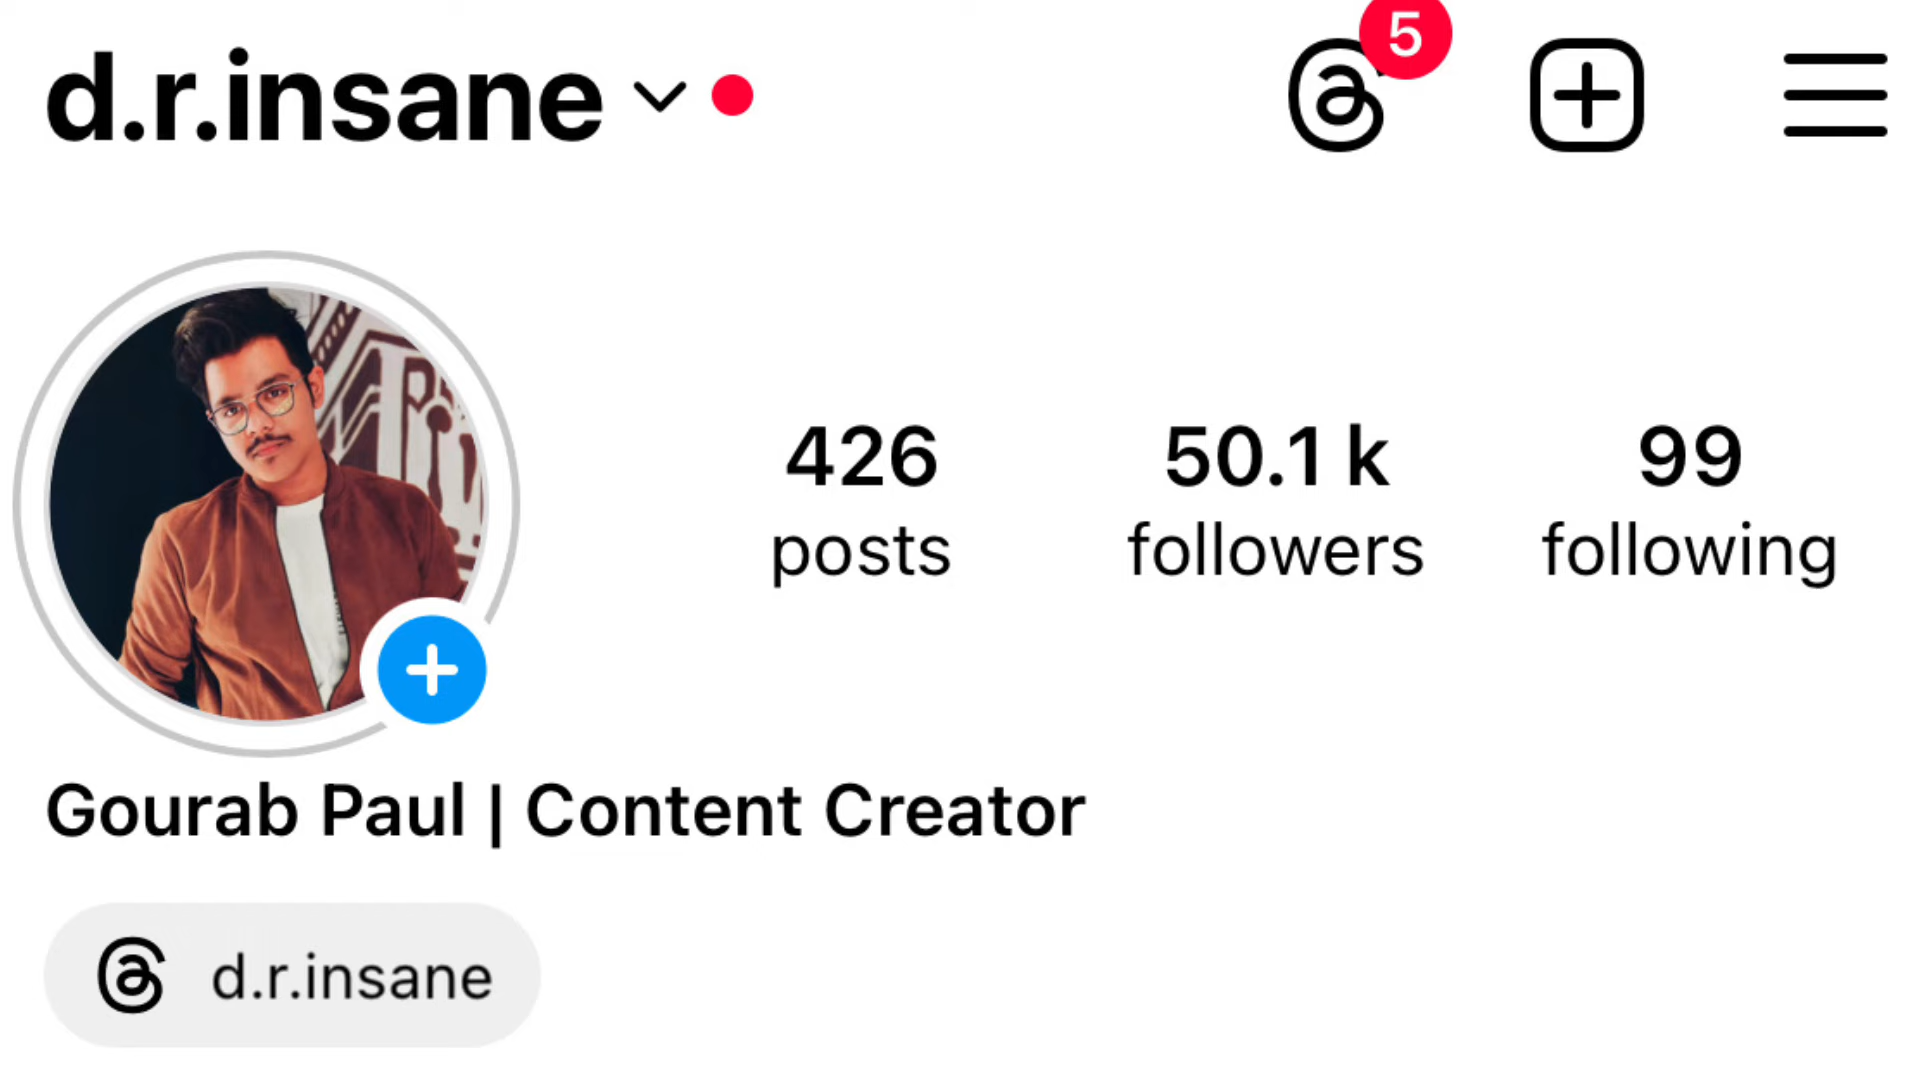 d.r.insane
5
426 50.1 k 99
posts followers following
Gourab Paul | Content Creator
d.r.insane